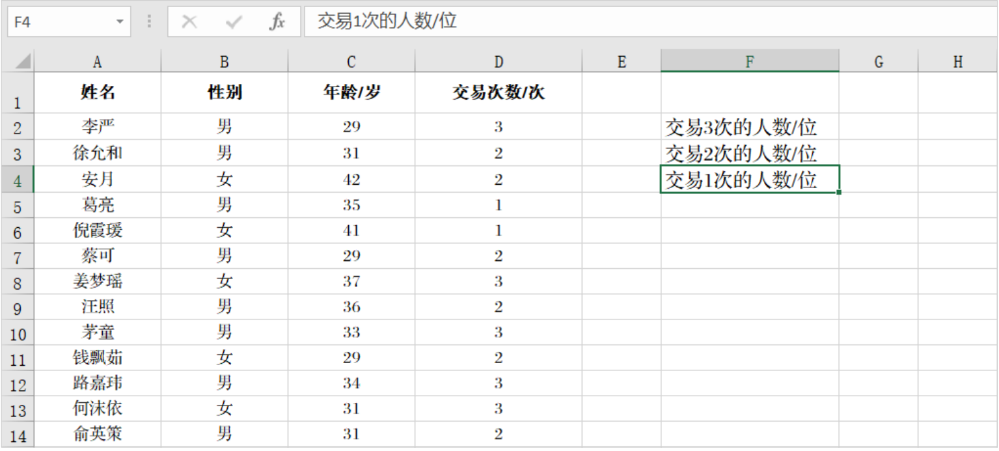 F4 fx 交易1次的人数/位
A B C D E F G H
1 姓名 性别 年龄/岁 交易次数/次
2 李严 男 29 3 交易3次的人数/位
3 徐允和 男 31 2 交易2次的人数/位
4 安月 女 42 2 交易1次的人数/位
5 葛亮 男 35 1
6 倪霞瑗 女 41 1
7 蔡可 男 29 2
8 姜梦瑶 女 37 3
9 汪照 男 36 2
10 茅童 男 33 3
11 钱飘茹 女 29 2
12 路嘉玮 男 34 3
13 何沫依 女 31 3
14 俞英策 男 31 2